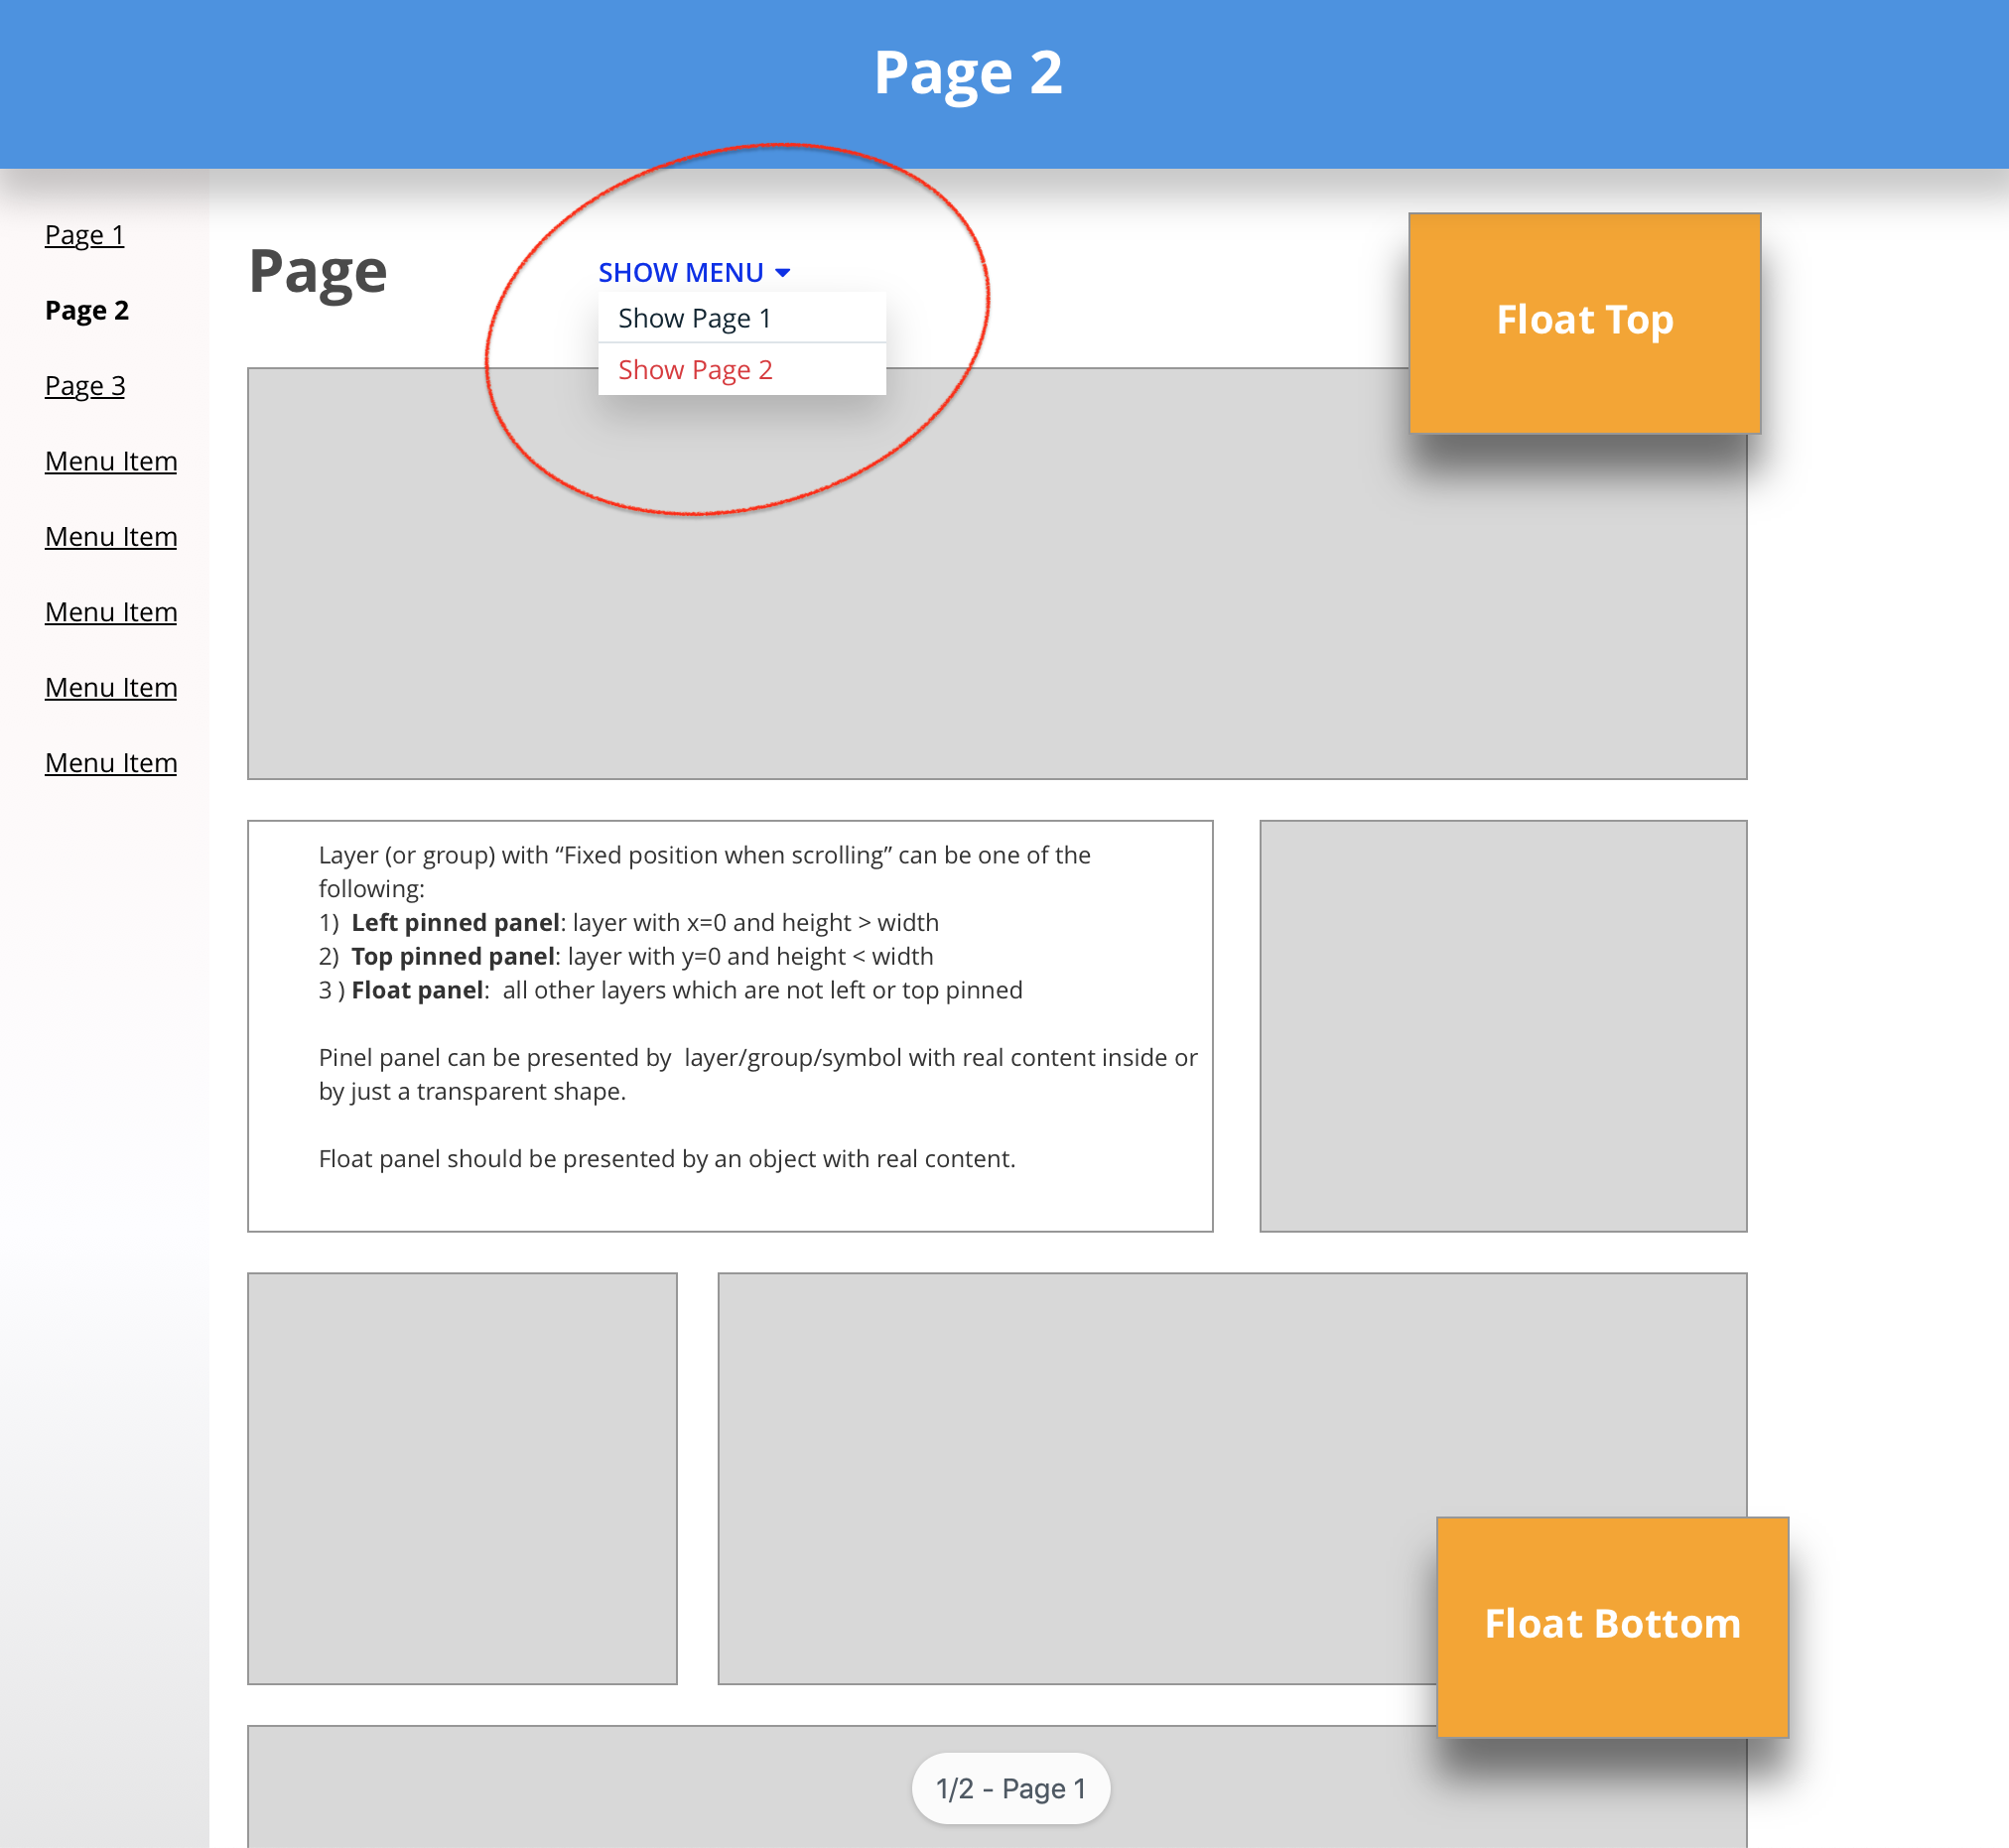 Page 2
Page 1
Page 2
Page 3
Menu Item
Menu Item
Menu Item
Menu Item
Menu Item
Page
SHOW MENU
Show Page 1
Show Page 2
Float Top
Layer (or group) with “Fixed position when scrolling” can be one of the
following:
1) Left pinned panel: layer with x=0 and height > width
2) Top pinned panel: layer with y=0 and height < width
3 ) Float panel:  all other layers which are not left or top pinned
Pinel panel can be presented by  layer/group/symbol with real content inside or
by just a transparent shape.
Float panel should be presented by an object with real content.
Float Bottom
1/2 - Page 1